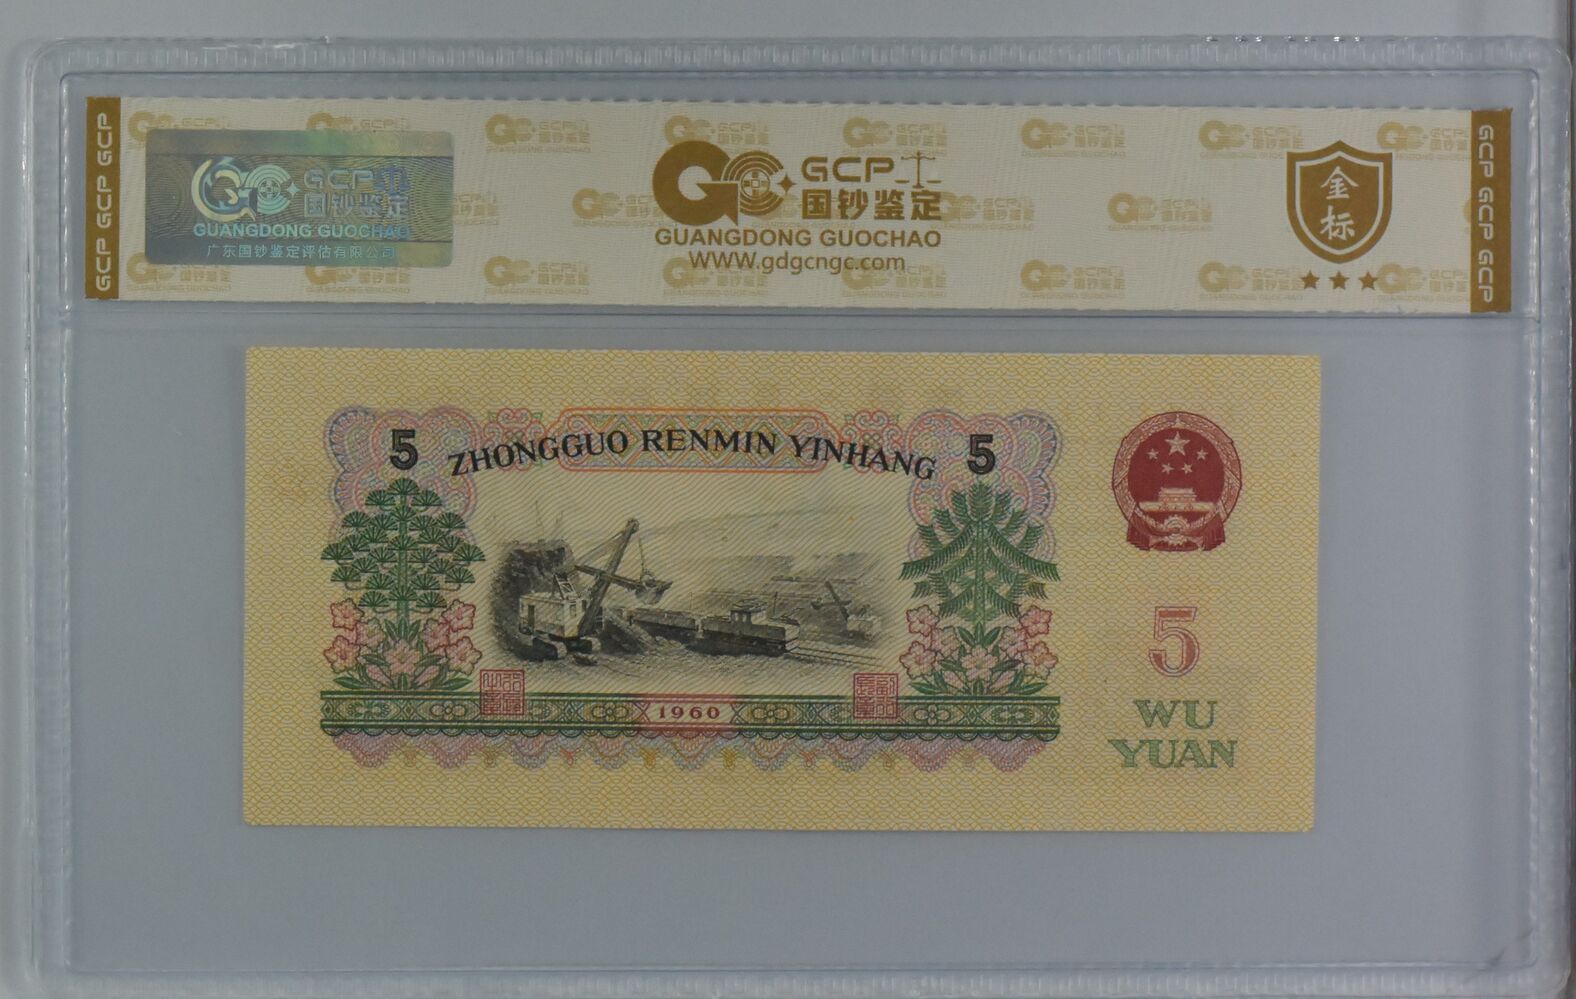 GCP GCP GCP
GCP
国钞鉴定
GUANGDONG GUOCHAO
广东国钞鉴定评估有限公司
GCP
国钞鉴定
GUANGDONG GUOCHAO
WWW.gdgcngc.com
金标
GCP GCP GCP
5 ZHONGGUO RENMIN YINHANG 5
1960
5
WU
YUAN